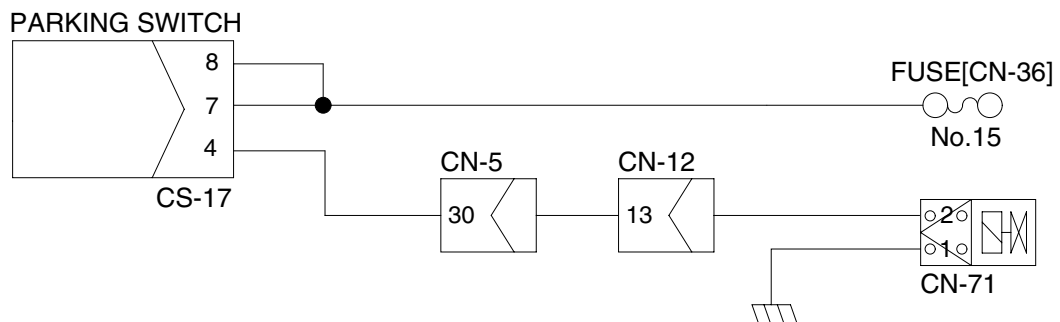 PARKING SWITCH
8
7
4
CS-17
FUSE[CN-36]
No.15
CN-5
30
CN-12
13
2
1
CN-71